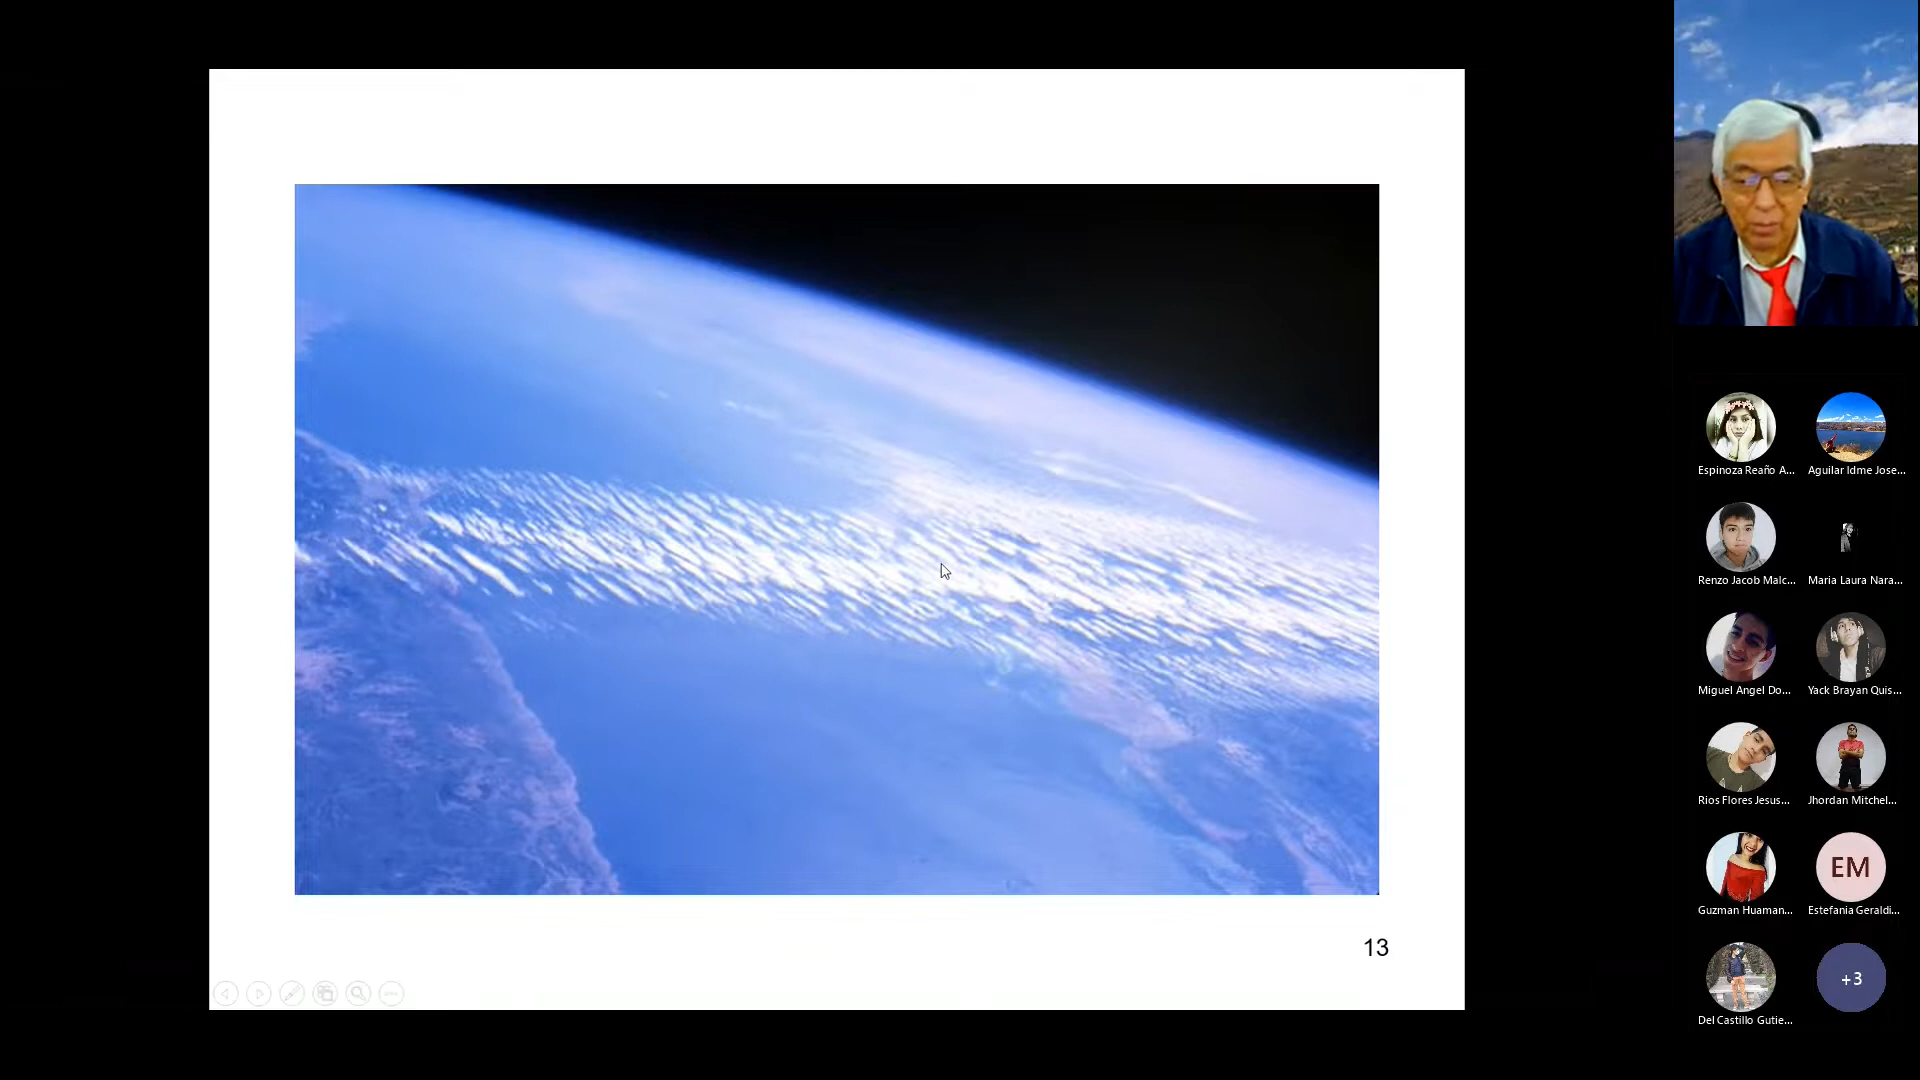 Espinoza Reaño A...
Aguilar Idme Jose...
Renzo Jacob Malc...
Maria Laura Nara...
Miguel Angel Do...
Yack Brayan Quis...
Rios Flores Jesus...
Jhordan Mitchel...
EM
Guzman Huaman...
Estefania Geraldi...
13
+3
Del Castillo Gutie...